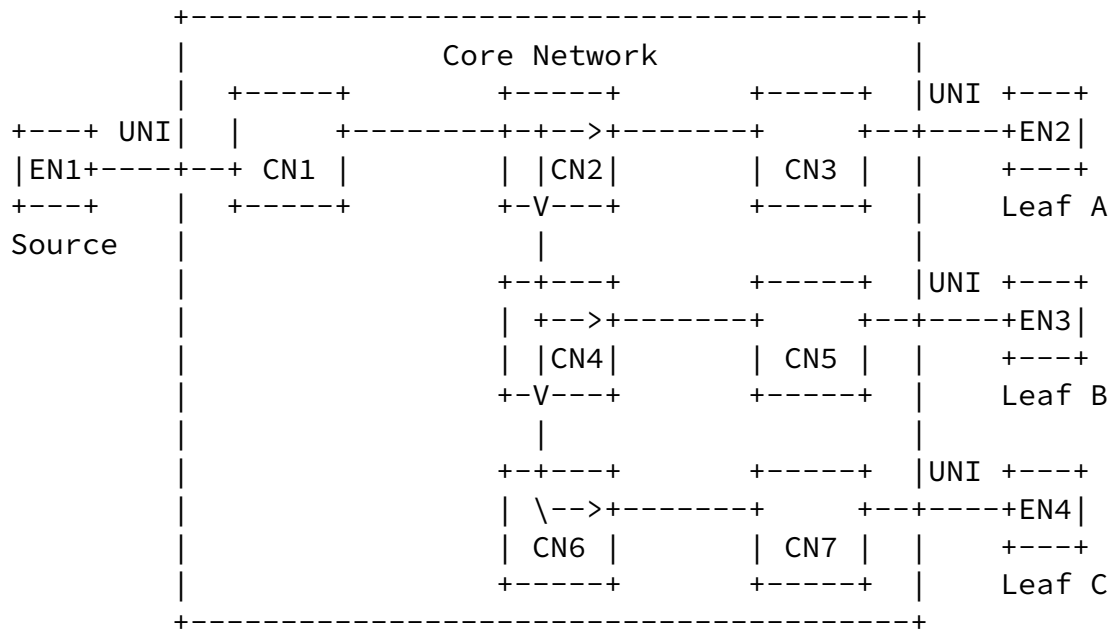 Core Network
UNI
EN1
CN1
CN2
CN3
UNI
EN2
Source
Leaf A
CN4
CN5
UNI
EN3
Leaf B
CN6
CN7
UNI
EN4
Leaf C